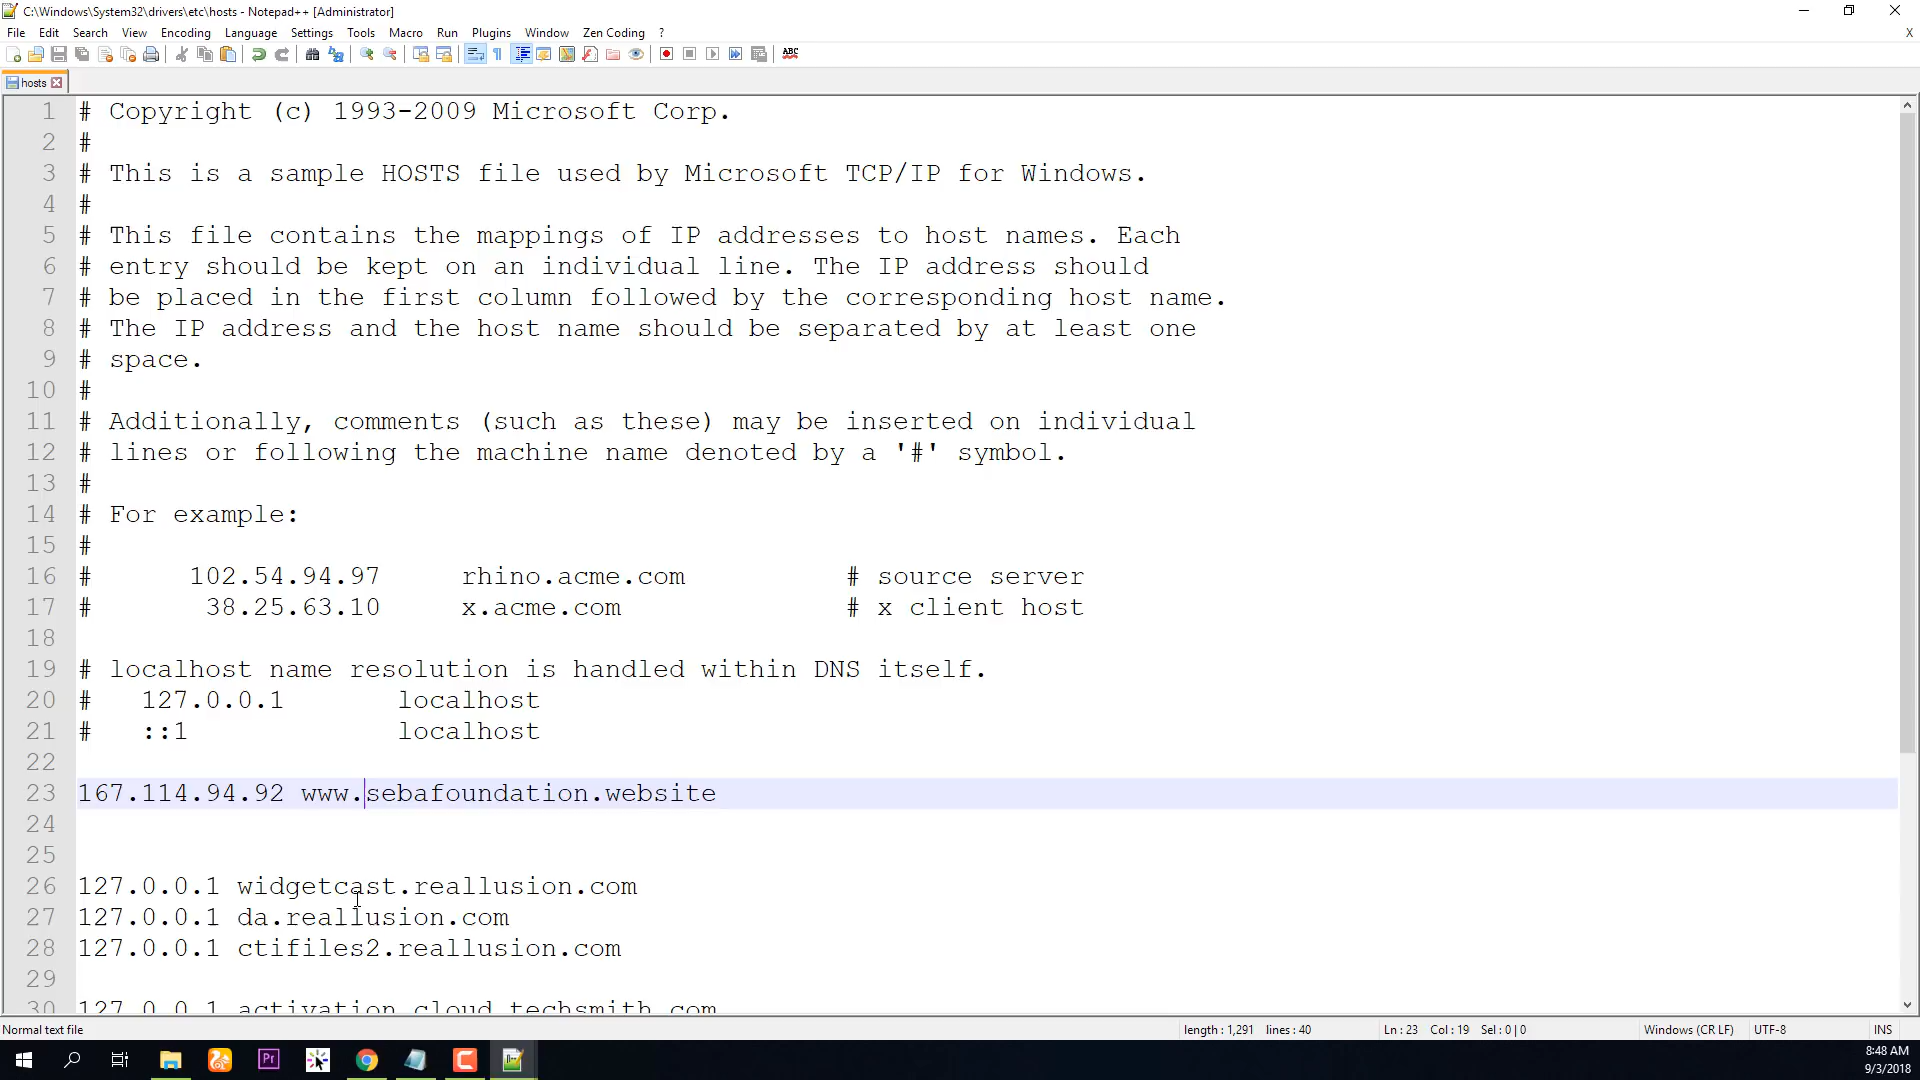 C:\Windows\System32\drivers\etc\hosts - Notepad++ [Administrator]
File Edit Search View Encoding Language Settings Tools Macro Run Plugins Window Zen Coding ? X
ABC
hosts
1 # Copyright (c) 1993-2009 Microsoft Corp.
2 #
3 # This is a sample HOSTS file used by Microsoft TCP/IP for Windows.
4 #
5 # This file contains the mappings of IP addresses to host names. Each
6 # entry should be kept on an individual line. The IP address should
7 # be placed in the first column followed by the corresponding host name.
8 # The IP address and the host name should be separated by at least one
9 # space.
10 #
11 # Additionally, comments (such as these) may be inserted on individual
12 # lines or following the machine name denoted by a '#' symbol.
13 #
14 # For example:
15 #
16 # 102.54.94.97 rhino.acme.com # source server
17 # 38.25.63.10 x.acme.com # x client host
18
19 # localhost name resolution is handled within DNS itself.
20 # 127.0.0.1 localhost
21 # ::1 localhost
22
23 167.114.94.92 www.sebafoundation.website
24
25
26 127.0.0.1 widgetcast.reallusion.com
27 127.0.0.1 da.reallusion.com
28 127.0.0.1 ctifiles2.reallusion.com
29
30 127.0.0.1 activation.cloud.techsmith.com
Normal text file length : 1,291 lines : 40 Ln : 23 Col : 19 Sel : 0 | 0 Windows (CR LF) UTF-8 INS
Pr C
8:48 AM
9/3/2018